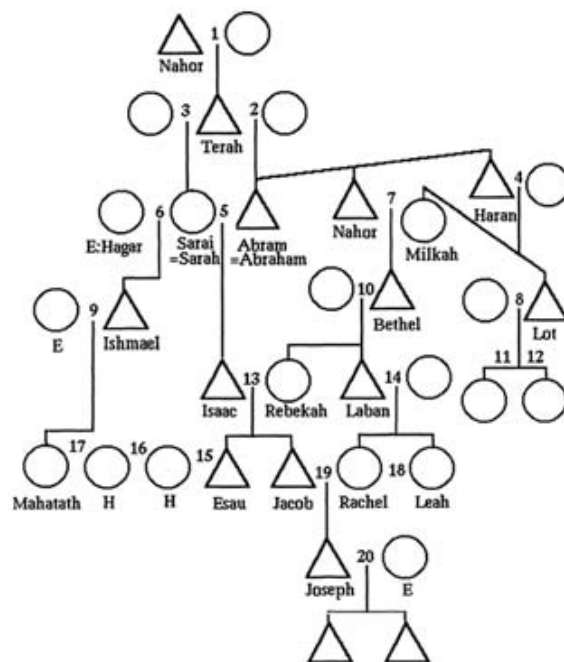 1
Nahor
3
2
Terah
6
5
7
4
E:Hagar
Sarai
=Sarah
Abram
=Abraham
Nahor
Milkah
Haran
9
10
8
E
Ishmael
Bethel
Lot
11
12
13
14
Isaac
Rebekah
Laban
17
16
15
19
18
Mahatath
H
H
Esau
Jacob
Rachel
Leah
20
Joseph
E